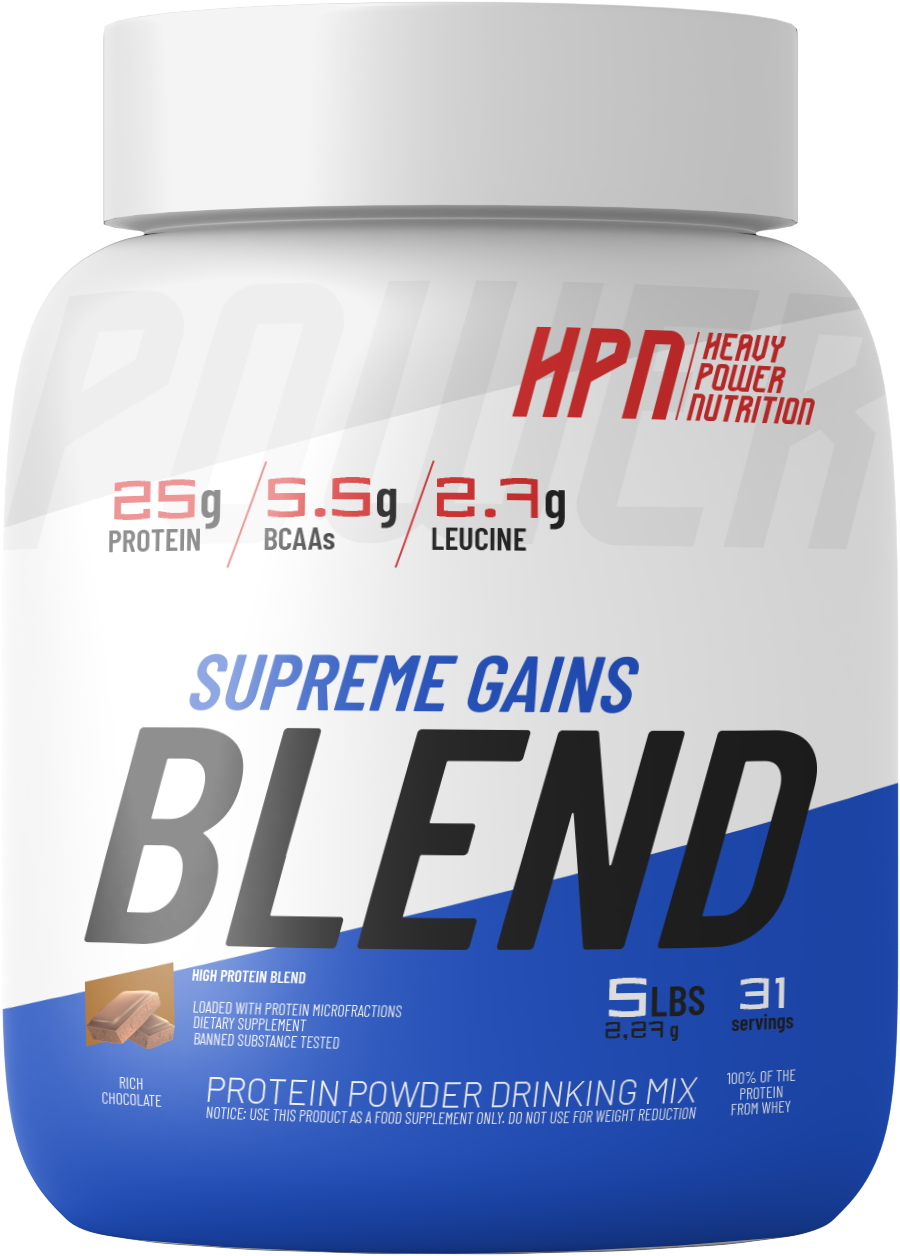 POWER
HPN
HEAVY
POWER
NUTRITION
25g
PROTEIN
5.5g
BCAAs
2.7g
LEUCINE
SUPREME GAINS
BLEND
HIGH PROTEIN BLEND
LOADED WITH PROTEIN MICROFRACTIONS
DIETARY SUPPLEMENT
BANNED SUBSTANCE TESTED
5LBS
2,27 g
31
servings
RICH
CHOCOLATE
PROTEIN POWDER DRINKING MIX
NOTICE: USE THIS PRODUCT AS A FOOD SUPPLEMENT ONLY. DO NOT USE FOR WEIGHT REDUCTION
100% OF THE
PROTEIN
FROM WHEY